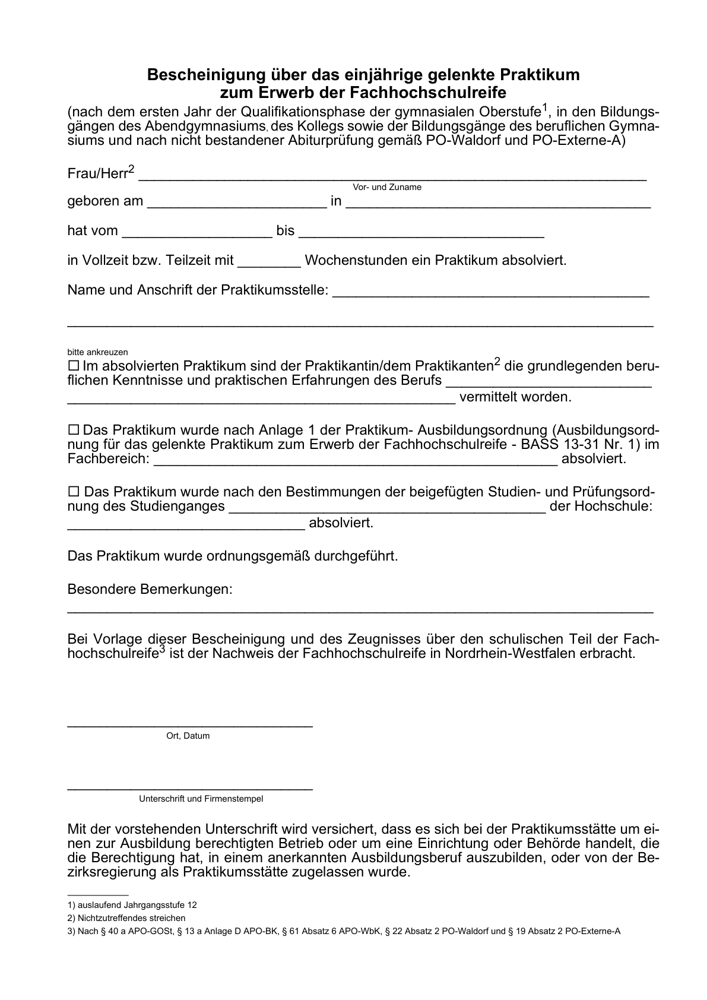 Bescheinigung über das einjährige gelenkte Praktikum
zum Erwerb der Fachhochschulreife
(nach dem ersten Jahr der Qualifikationsphase der gymnasialen Oberstufe1, in den Bildungs-
gängen des Abendgymnasiums, des Kollegs sowie der Bildungsgänge des beruflichen Gymna-
siums und nach nicht bestandener Abiturprüfung gemäß PO-Waldorf und PO-Externe-A)
Frau/Herr2 ________________________________________________________________
Vor- und Zuname
geboren am _______________________ in _______________________________________
hat vom ___________________ bis _______________________________
in Vollzeit bzw. Teilzeit mit ________ Wochenstunden ein Praktikum absolviert.
Name und Anschrift der Praktikumsstelle: ________________________________________
__________________________________________________________________________
bitte ankreuzen
☐ Im absolvierten Praktikum sind der Praktikantin/dem Praktikanten2 die grundlegenden beru-
flichen Kenntnisse und praktischen Erfahrungen des Berufs __________________________
_________________________________________________ vermittelt worden.
☐ Das Praktikum wurde nach Anlage 1 der Praktikum- Ausbildungsordnung (Ausbildungsord-
nung für das gelenkte Praktikum zum Erwerb der Fachhochschulreife - BASS 13-31 Nr. 1) im
Fachbereich: ___________________________________________________ absolviert.
☐ Das Praktikum wurde nach den Bestimmungen der beigefügten Studien- und Prüfungsord-
nung des Studienganges ________________________________________ der Hochschule:
______________________________ absolviert.
Das Praktikum wurde ordnungsgemäß durchgeführt.
Besondere Bemerkungen:
__________________________________________________________________________
Bei Vorlage dieser Bescheinigung und des Zeugnisses über den schulischen Teil der Fach-
hochschulreife3 ist der Nachweis der Fachhochschulreife in Nordrhein-Westfalen erbracht.
_______________________________
Ort, Datum
_______________________________
Unterschrift und Firmenstempel
Mit der vorstehenden Unterschrift wird versichert, dass es sich bei der Praktikumsstätte um ei-
nen zur Ausbildung berechtigten Betrieb oder um eine Einrichtung oder Behörde handelt, die
die Berechtigung hat, in einem anerkannten Ausbildungsberuf auszubilden, oder von der Be-
zirksregierung als Praktikumsstätte zugelassen wurde.
1) auslaufend Jahrgangsstufe 12
2) Nichtzutreffendes streichen
3) Nach § 40 a APO-GOSt, § 13 a Anlage D APO-BK, § 61 Absatz 6 APO-WbK, § 22 Absatz 2 PO-Waldorf und § 19 Absatz 2 PO-Externe-A